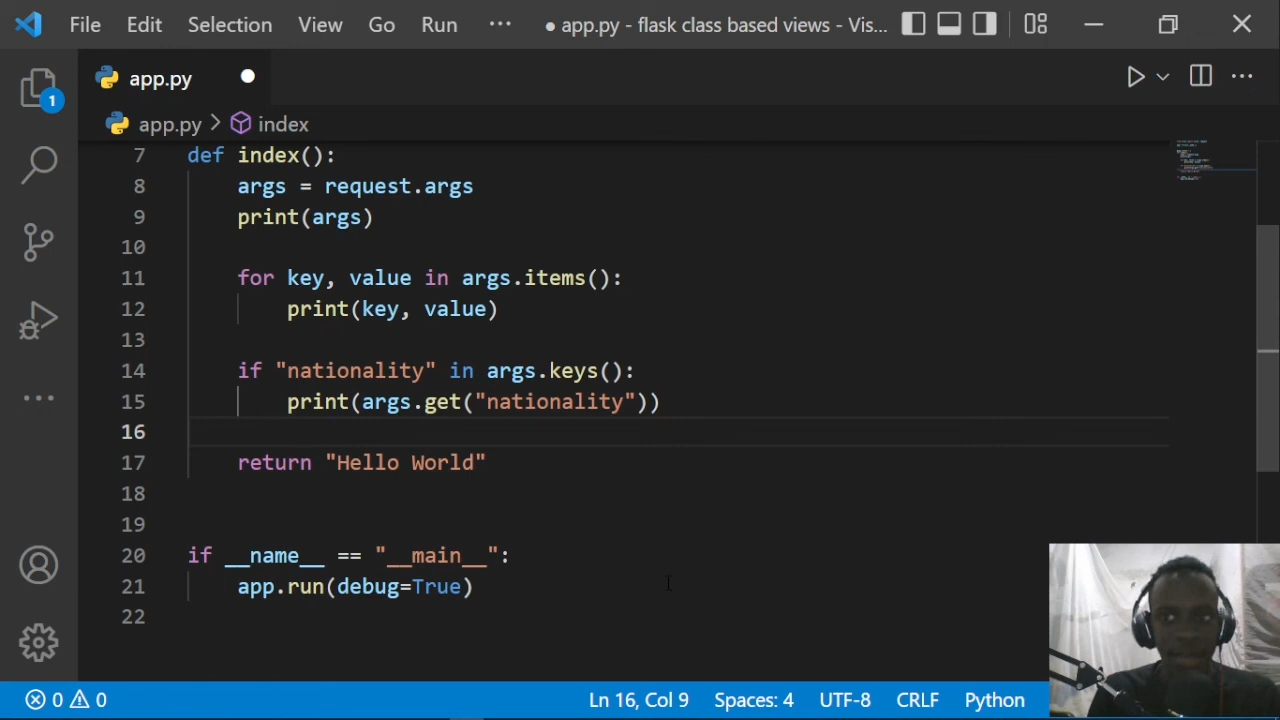 File Edit Selection View Go Run ··· ● app.py - flask class based views - Vis...
app.py
app.py > index
7 def index():
8 args = request.args
9 print(args)
10
11 for key, value in args.items():
12 print(key, value)
13
14 if "nationality" in args.keys():
15 print(args.get("nationality"))
16
17 return "Hello World"
18
19
20 if __name__ == "__main__":
21 app.run(debug=True)
22
1
0 0 Ln 16, Col 9 Spaces: 4 UTF-8 CRLF Python